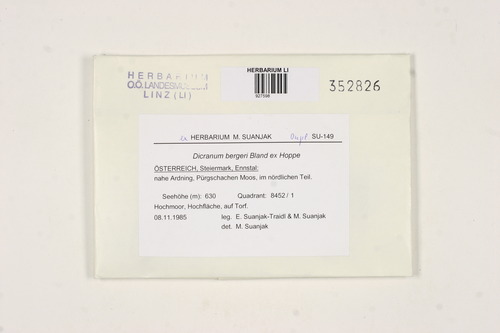 HERBARIUM
O.Ö. LANDESMUSEUM
LINZ (LI)
HERBARIUM LI
352826
ex HERBARIUM M. SUANJAK Dupl SU-149
Dicranum bergeri Bland ex Hoppe
ÖSTERREICH, Steiermark, Ennstal:
nahe Ardning, Pürgschachen Moos, im nördlichen Teil.
Seehöhe (m): 630 Quadrant: 8452 / 1
Hochmoor, Hochfläche, auf Torf.
08.11.1985 leg. E. Suanjak-Traidl & M. Suanjak
det. M. Suanjak